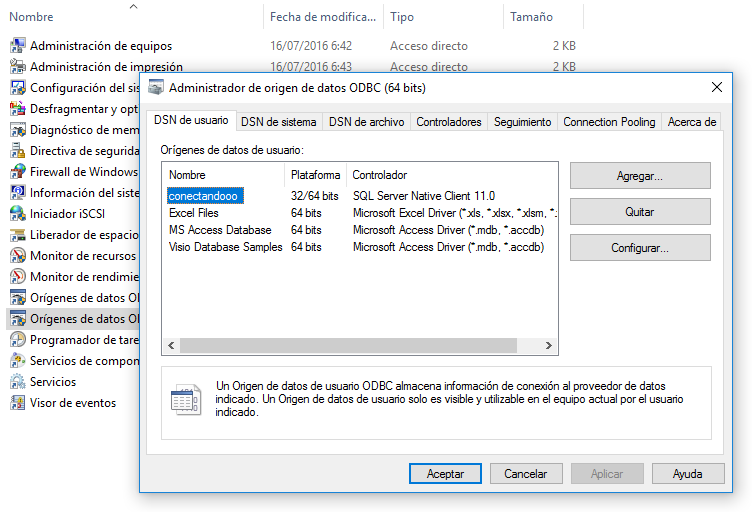 Nombre Fecha de modifica... Tipo Tamaño
Administración de equipos 16/07/2016 6:42 Acceso directo 2 KB
Administración de impresión 16/07/2016 6:43 Acceso directo 2 KB
Configuración del sis
Desfragmentar y opt
Diagnóstico de mem
Directiva de segurida
Firewall de Windows
Información del siste
Iniciador iSCSI
Liberador de espacio
Monitor de recursos
Monitor de rendimie
Orígenes de datos OD
Orígenes de datos OD
Programador de tare
Servicios de compon
Servicios
Visor de eventos
Administrador de origen de datos ODBC (64 bits)
DSN de usuario DSN de sistema DSN de archivo Controladores Seguimiento Connection Pooling Acerca de
Orígenes de datos de usuario:
Nombre Plataforma Controlador
conectandooo 32/64 bits SQL Server Native Client 11.0
Excel Files 64 bits Microsoft Excel Driver (*.xls, *.xlsx, *.xlsm, *.
MS Access Database 64 bits Microsoft Access Driver (*.mdb, *.accdb)
Visio Database Samples 64 bits Microsoft Access Driver (*.mdb, *.accdb)
Agregar...
Quitar
Configurar...
Un Origen de datos de usuario ODBC almacena información de conexión al proveedor de datos
indicado. Un Origen de datos de usuario solo es visible y utilizable en el equipo actual por el usuario
indicado.
Aceptar Cancelar Aplicar Ayuda